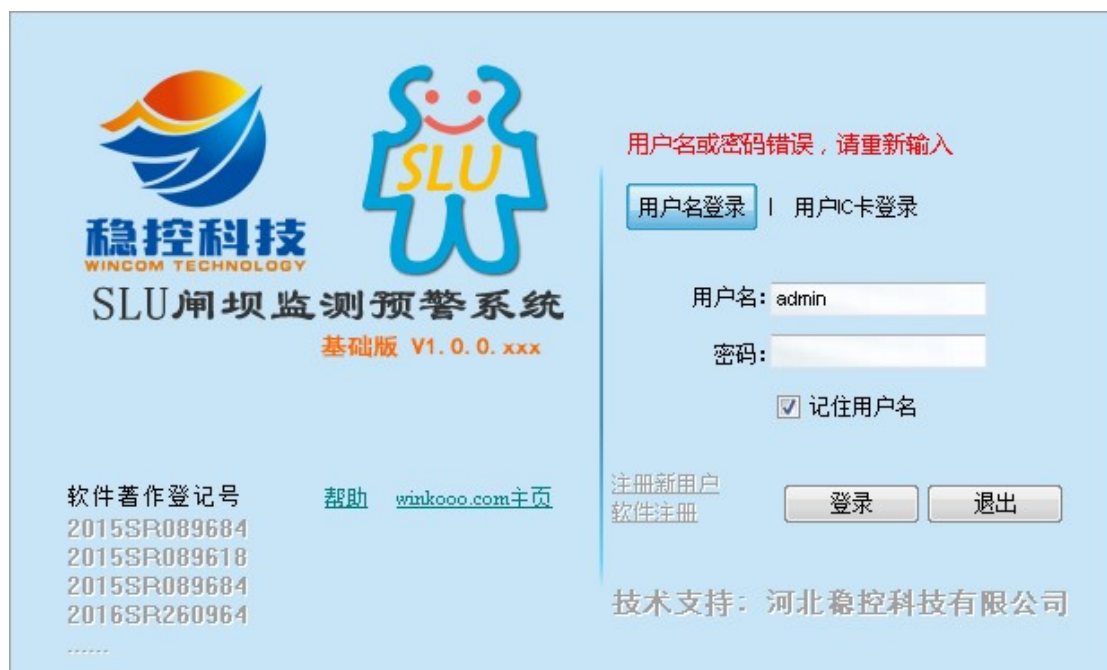 稳控科技
WINCOM TECHNOLOGY
SLU
SLU闸坝监测预警系统
基础版 V1.0.0.xxx
软件著作登记号
2015SR089684
2015SR089618
2015SR089684
2016SR260964
......
帮助 winkooo.com主页
用户名或密码错误，请重新输入
用户名登录 | 用户IC卡登录
用户名: admin
密码:
记住用户名
注册新用户
软件注册
登录 退出
技术支持: 河北稳控科技有限公司